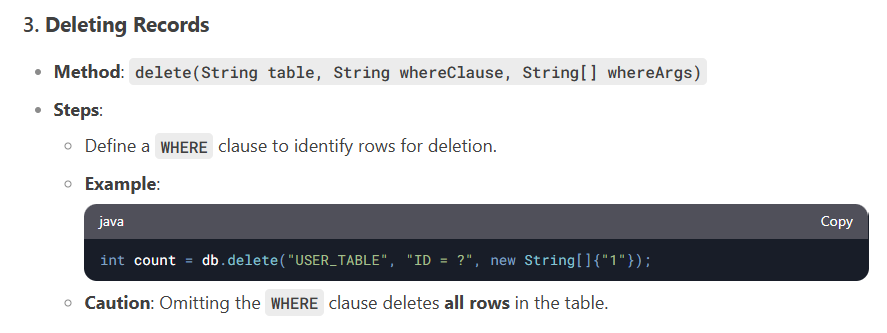 3. Deleting Records
• Method: delete(String table, String whereClause, String[] whereArgs)
• Steps:
◦ Define a WHERE clause to identify rows for deletion.
◦ Example:
java Copy
int count = db.delete("USER_TABLE", "ID = ?", new String[]{"1"});
◦ Caution: Omitting the WHERE clause deletes all rows in the table.